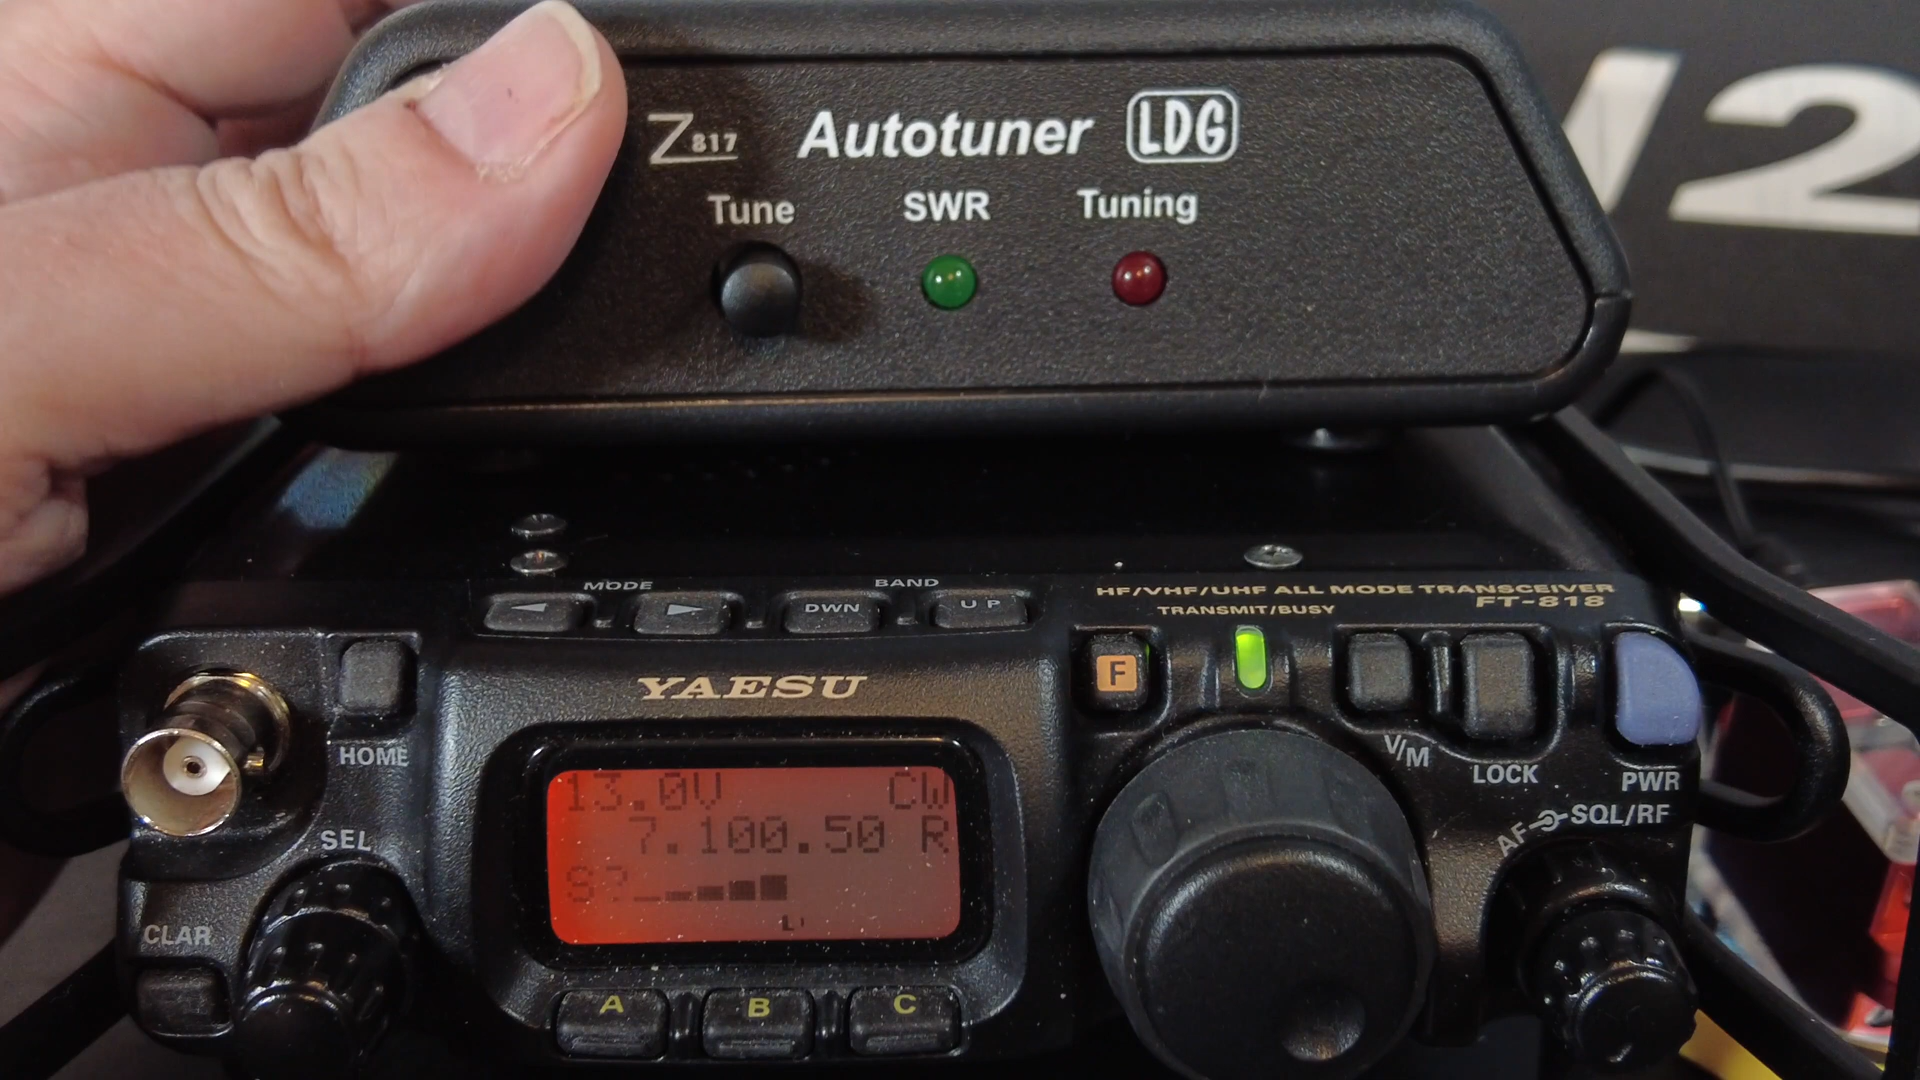 Z817 Autotuner LDG
Tune SWR Tuning
MODE BAND
DWN UP
HF/VHF/UHF ALL MODE TRANSCEIVER
TRANSMIT/BUSY FT-818
F
YAESU
HOME
V/M LOCK PWR
13.0V CW
7.100.50 R
S?
AF SQL/RF
SEL
CLAR
A B C